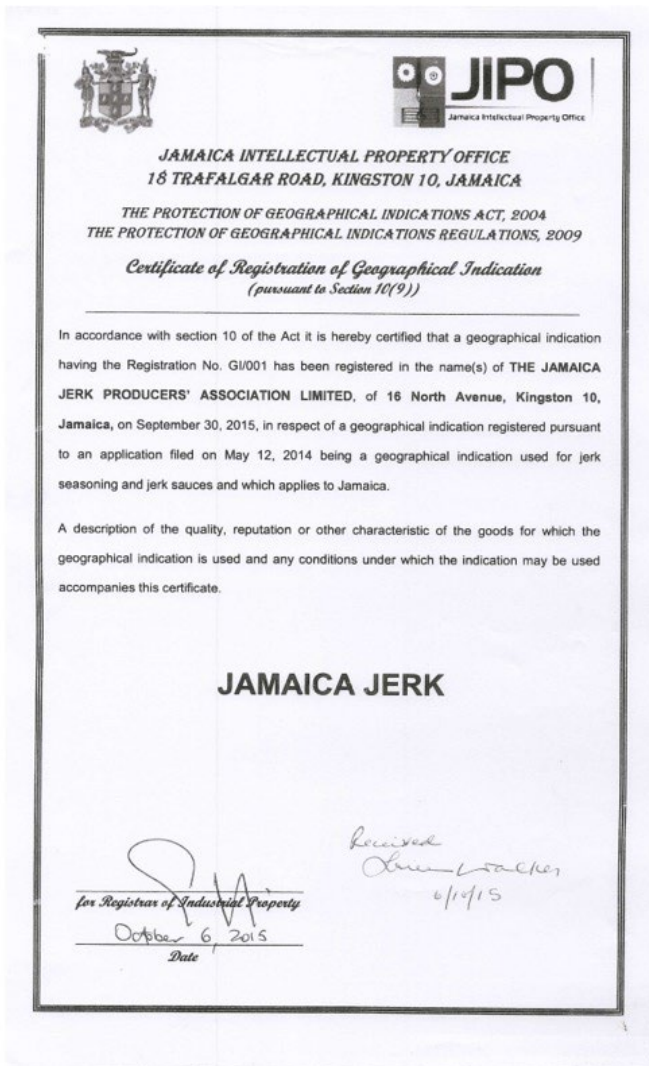 JIPO
Jamaica Intellectual Property Office
JAMAICA INTELLECTUAL PROPERTY OFFICE
18 TRAFALGAR ROAD, KINGSTON 10, JAMAICA
THE PROTECTION OF GEOGRAPHICAL INDICATIONS ACT, 2004
THE PROTECTION OF GEOGRAPHICAL INDICATIONS REGULATIONS, 2009
Certificate of Registration of Geographical Indication
(pursuant to Section 10(9))
In accordance with section 10 of the Act it is hereby certified that a geographical indication
having the Registration No. GI/001 has been registered in the name(s) of THE JAMAICA
JERK PRODUCERS' ASSOCIATION LIMITED, of 16 North Avenue, Kingston 10,
Jamaica, on September 30, 2015, in respect of a geographical indication registered pursuant
to an application filed on May 12, 2014 being a geographical indication used for jerk
seasoning and jerk sauces and which applies to Jamaica.
A description of the quality, reputation or other characteristic of the goods for which the
geographical indication is used and any conditions under which the indication may be used
accompanies this certificate.
JAMAICA JERK
Received
Walker
6/10/15
for Registrar of Industrial Property
October 6, 2015
Date